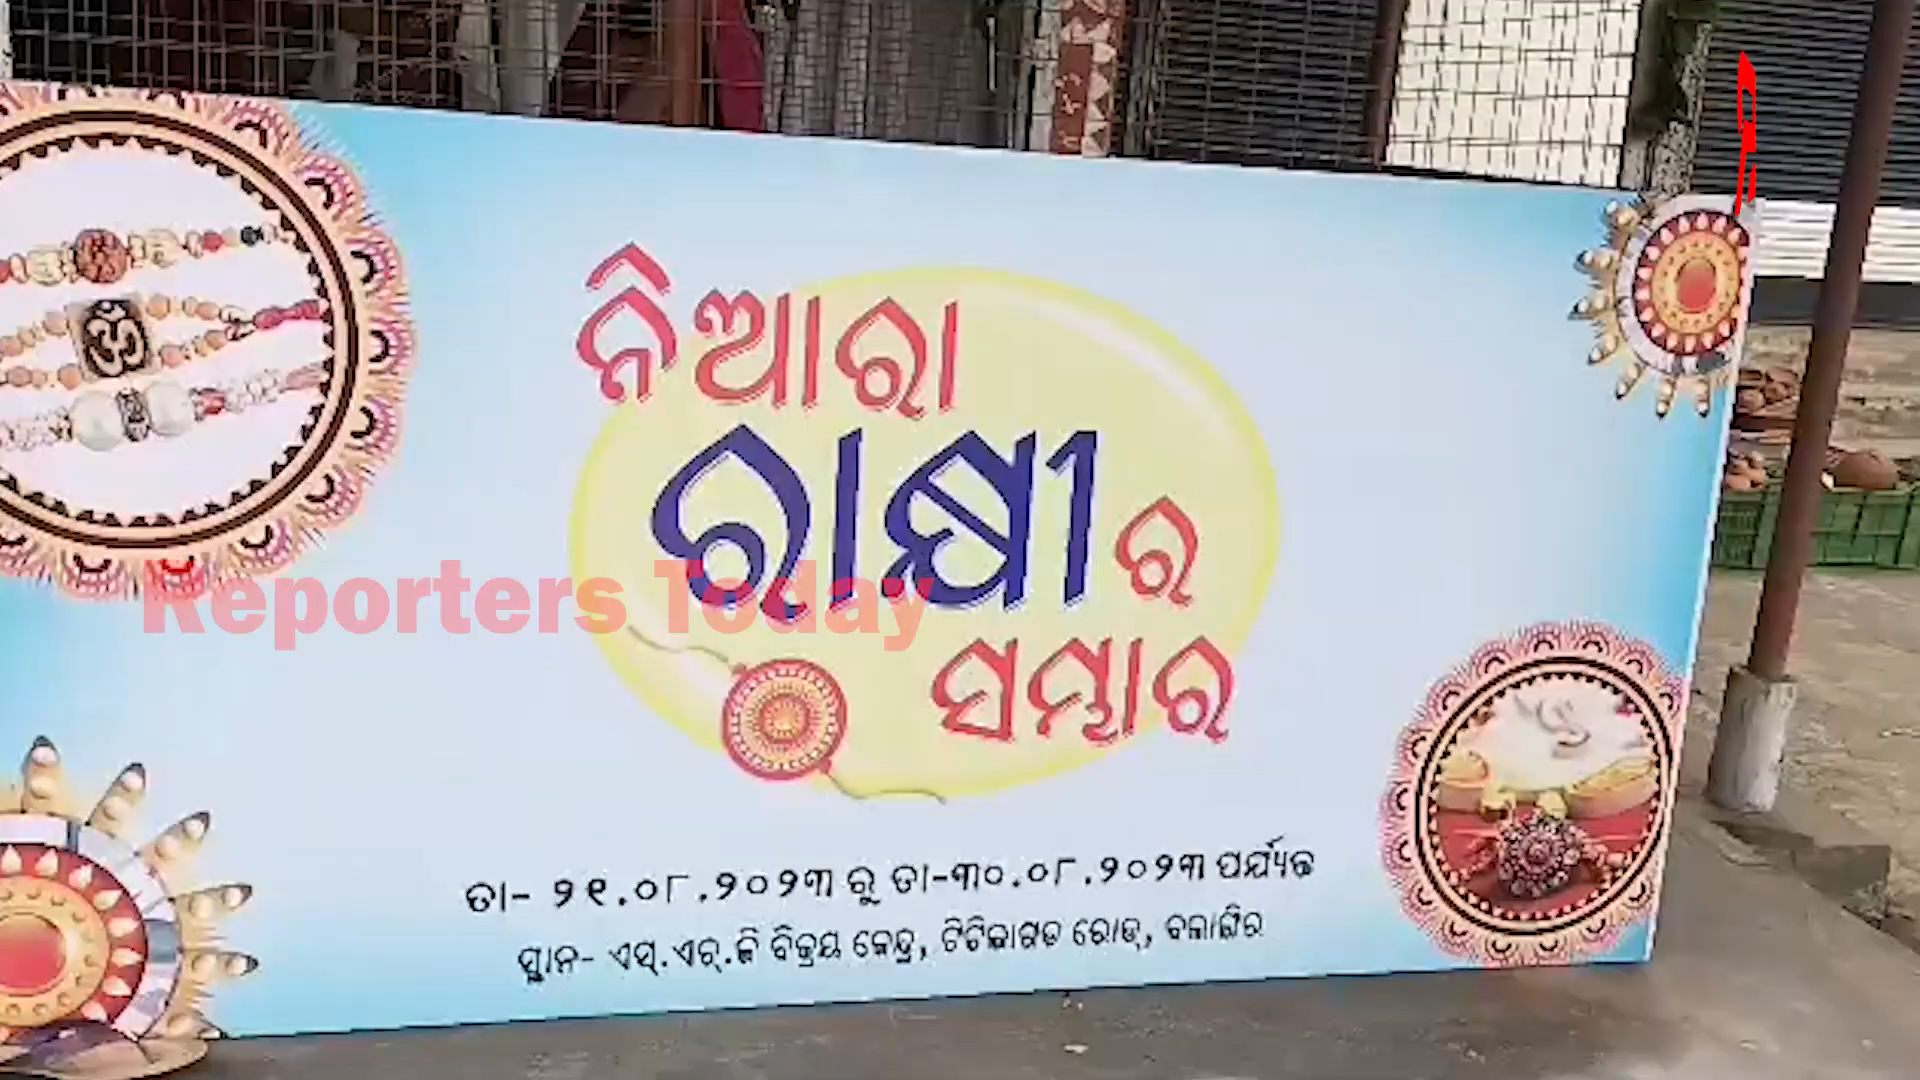 ନିଆରା
ରାକ୍ଷୀର
ସମ୍ଭାର
Reporters Today
ତା- ୨୧.୦୮.୨୦୨୩ ରୁ ତା-୩୦.୦୮.୨୦୨୩ ପର୍ଯ୍ୟନ୍ତ
ସ୍ଥାନ- ଏସ୍.ଏଚ୍.ଜି ବିକ୍ରୟ କେନ୍ଦ୍ର, ଟିଟିଲାଗଡ ରୋଡ୍, ବଲାଙ୍ଗିର